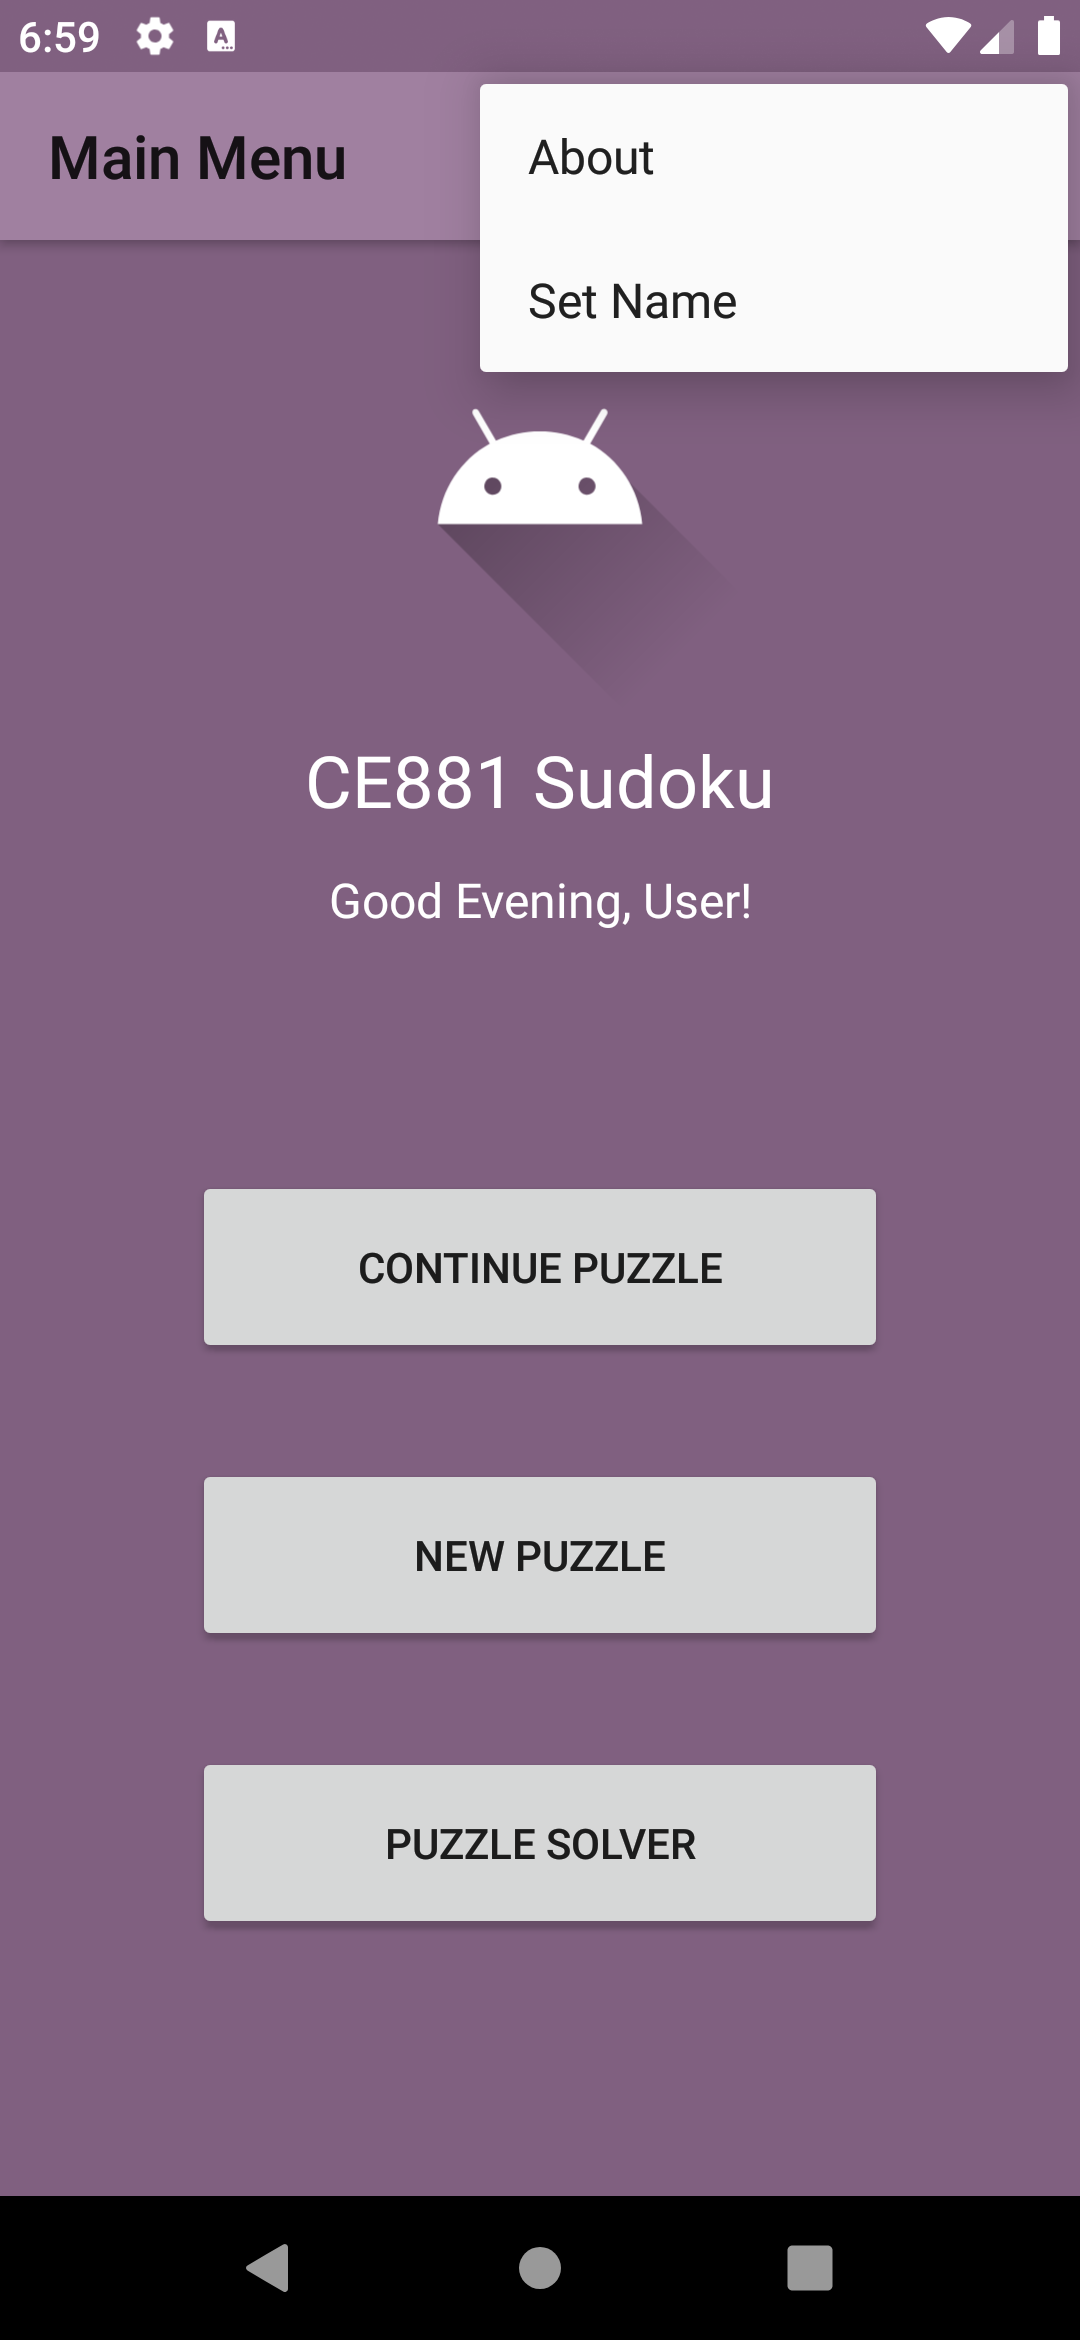 6:59
Main Menu
About
Set Name
CE881 Sudoku
Good Evening, User!
CONTINUE PUZZLE
NEW PUZZLE
PUZZLE SOLVER